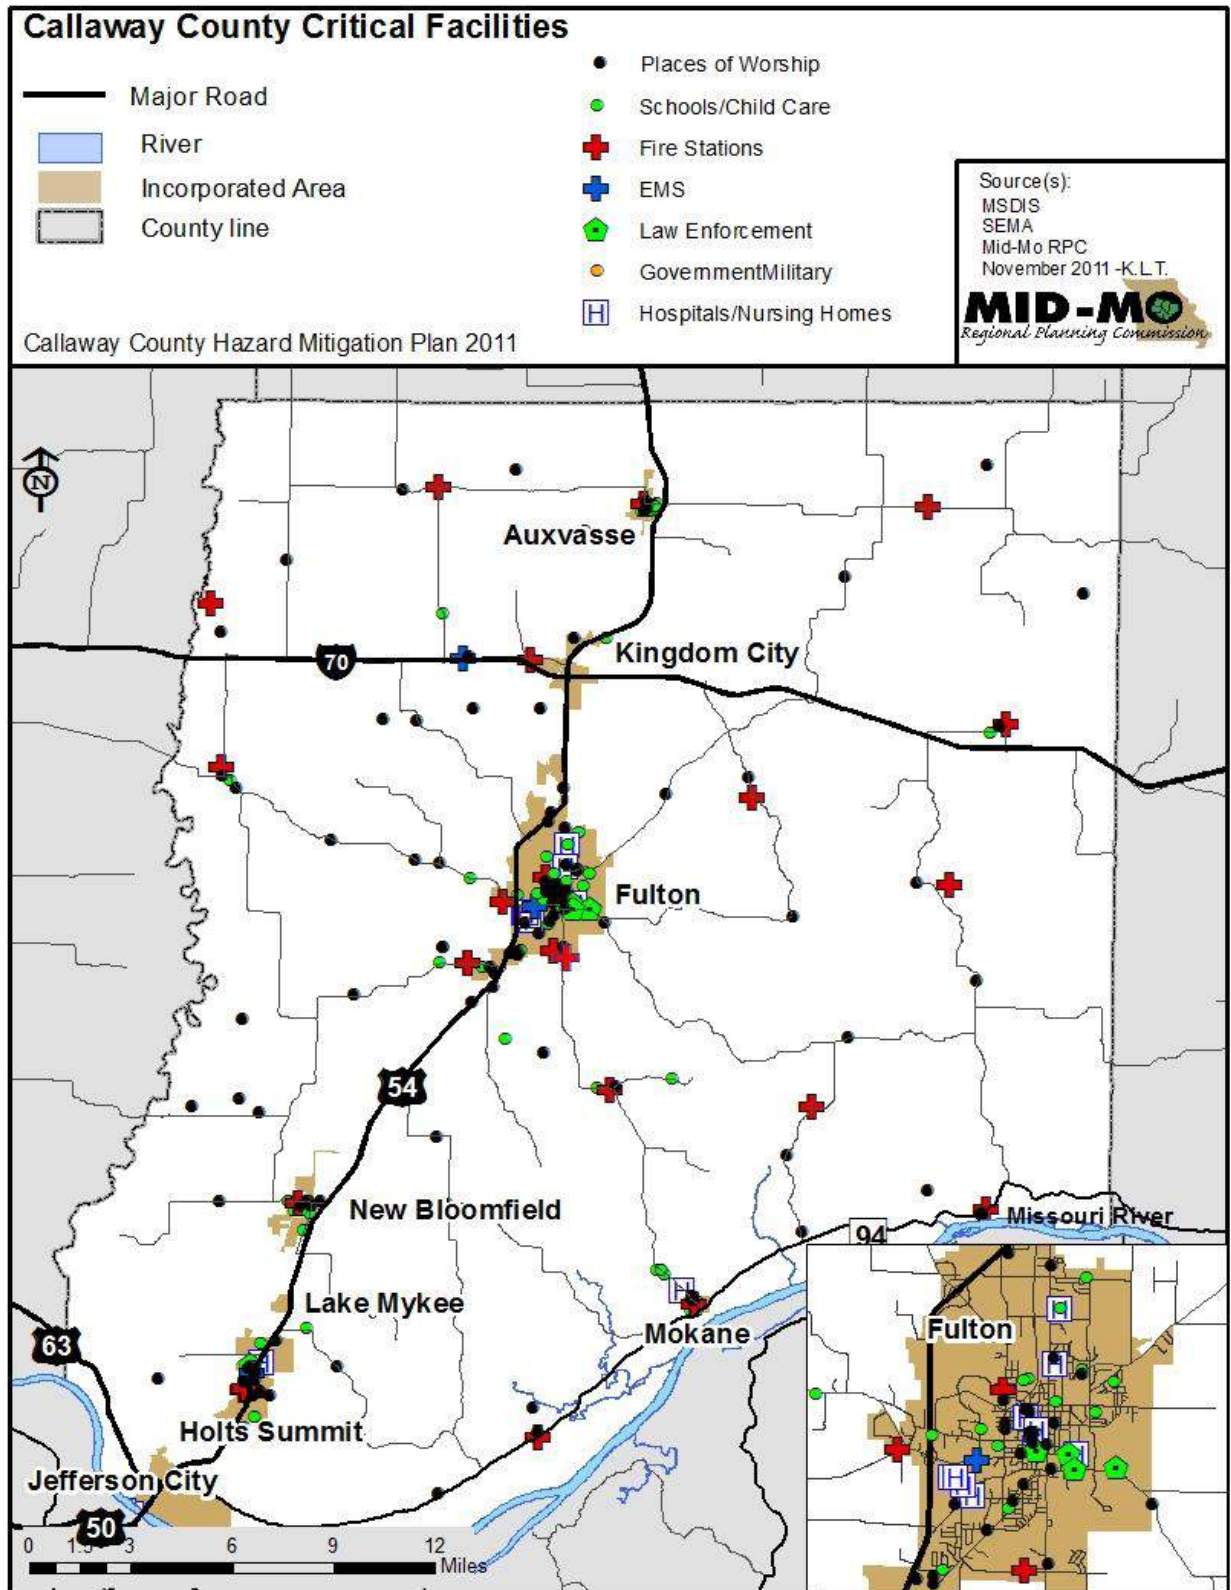 Callaway County Critical Facilities
Major Road
River
Incorporated Area
County line
Places of Worship
Schools/Child Care
Fire Stations
EMS
Law Enforcement
GovernmentMilitary
Hospitals/Nursing Homes
Callaway County Hazard Mitigation Plan 2011
Source(s):
MSDIS
SEMA
Mid-Mo RPC
November 2011 -K.L.T.
MID-MO
Regional Planning Commission
N
Auxvasse
Kingdom City
70
Fulton
54
New Bloomfield
Missouri River
94
Lake Mykee
63
Mokane
Fulton
Holts Summit
Jefferson City
50
0 1.5 3 6 9 12
Miles